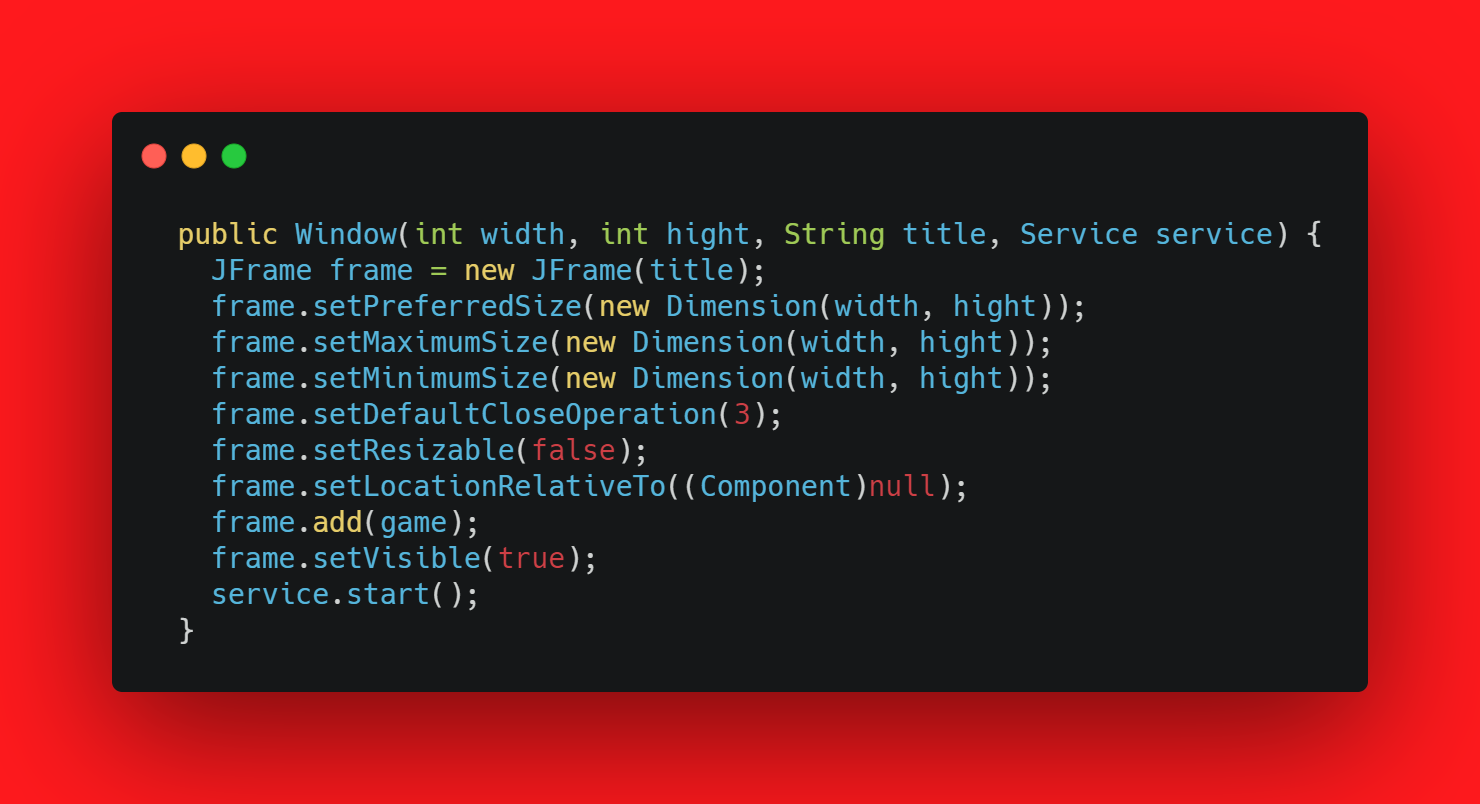 public Window(int width, int hight, String title, Service service) {
  JFrame frame = new JFrame(title);
  frame.setPreferredSize(new Dimension(width, hight));
  frame.setMaximumSize(new Dimension(width, hight));
  frame.setMinimumSize(new Dimension(width, hight));
  frame.setDefaultCloseOperation(3);
  frame.setResizable(false);
  frame.setLocationRelativeTo((Component)null);
  frame.add(game);
  frame.setVisible(true);
  service.start();
}